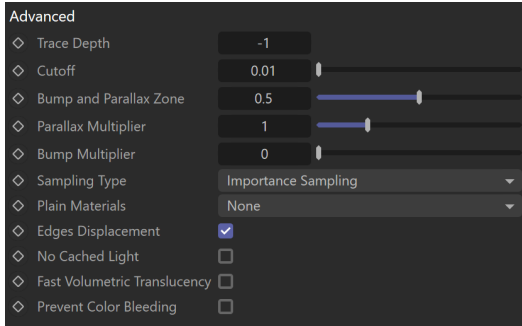 Advanced
Trace Depth -1
Cutoff 0.01
Bump and Parallax Zone 0.5
Parallax Multiplier 1
Bump Multiplier 0
Sampling Type Importance Sampling
Plain Materials None
Edges Displacement
No Cached Light
Fast Volumetric Translucency
Prevent Color Bleeding